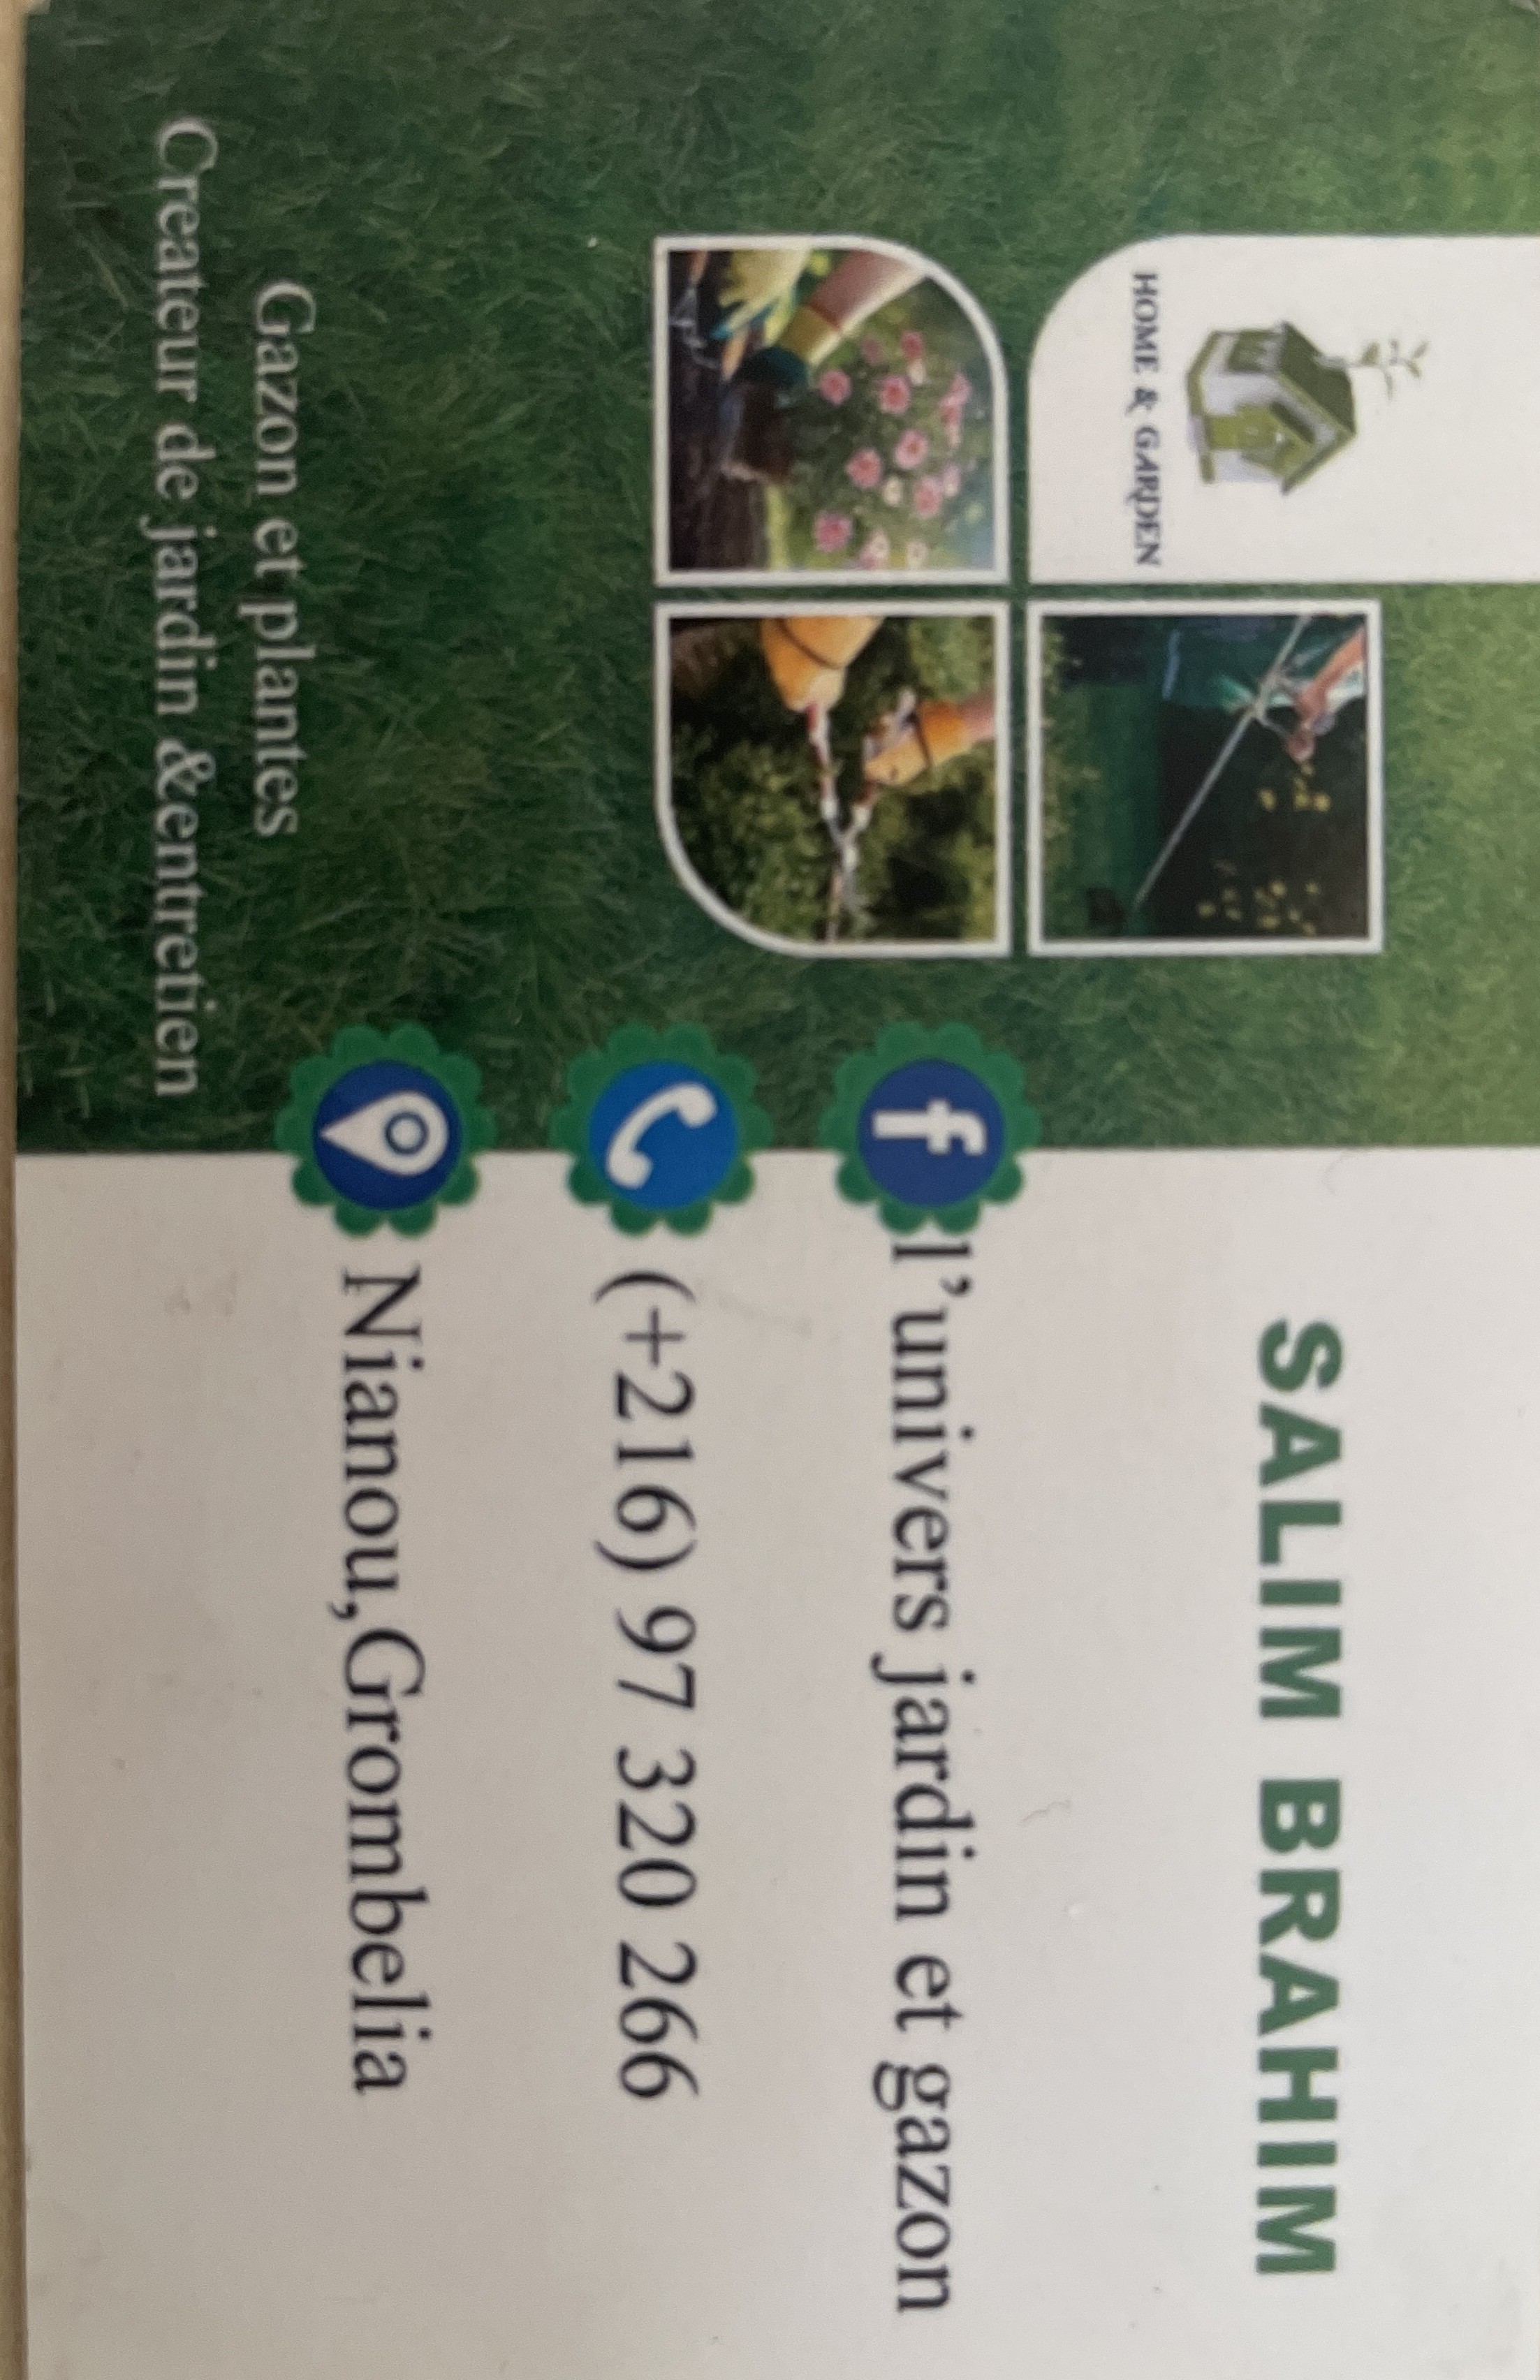 HOME & GARDEN
SALIM BRAHIM
l'univers jardin et gazon
(+216) 97 320 266
Nianou,Grombelia
Gazon et plantes
Createur de jardin &entretien